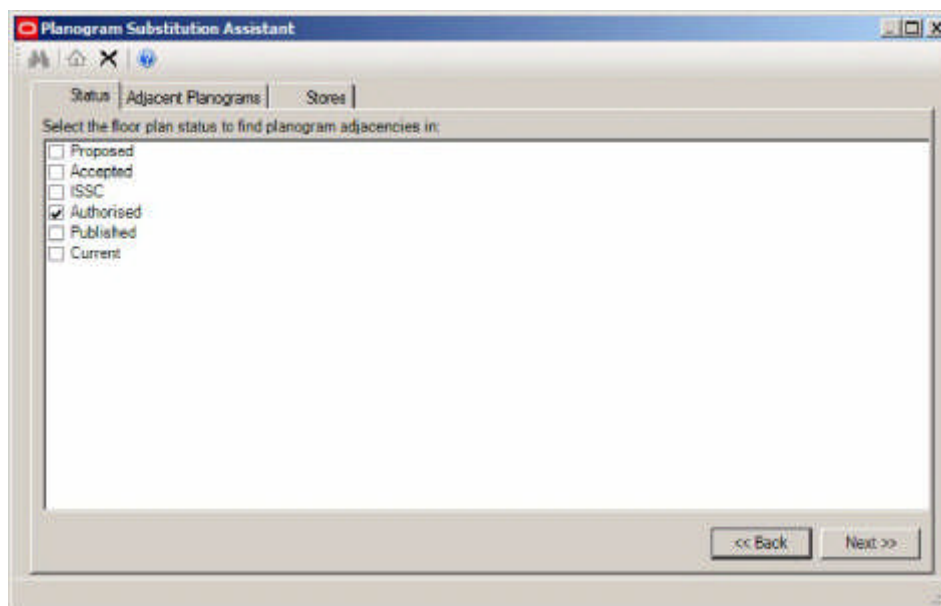 Planogram Substitution Assistant
Status Adjacent Planograms Stores
Select the floor plan status to find planogram adjacencies in:
Proposed
Accepted
ISSC
Authorised
Published
Current
<< Back Next >>